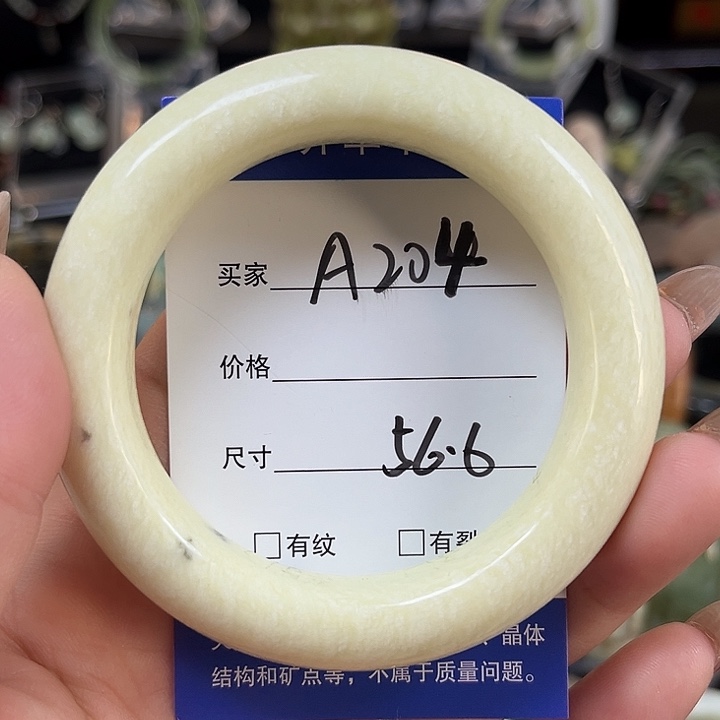 买家 A204
价格
尺寸 56.6
□有纹 □有裂
晶体
结构和矿点等，不属于质量问题。